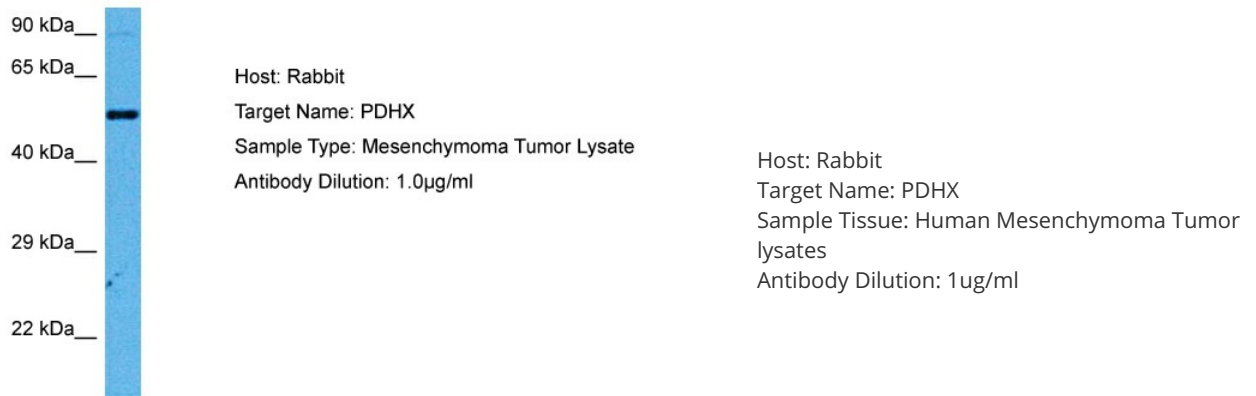 90 kDa__
65 kDa__
40 kDa__
29 kDa__
22 kDa__
Host: Rabbit
Target Name: PDHX
Sample Type: Mesenchymoma Tumor Lysate
Antibody Dilution: 1.0µg/ml
Host: Rabbit
Target Name: PDHX
Sample Tissue: Human Mesenchymoma Tumor
lysates
Antibody Dilution: 1ug/ml